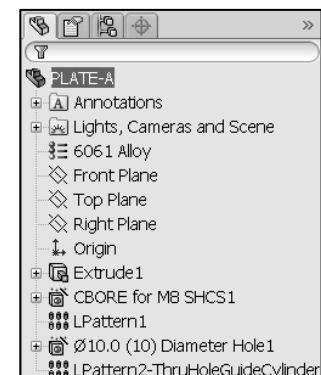 PLATE-A
Annotations
Lights, Cameras and Scene
6061 Alloy
Front Plane
Top Plane
Right Plane
Origin
Extrude1
CBORE for M8 SHCS1
LPattern1
Ø10.0 (10) Diameter Hole1
LPattern2-ThruHoleGuideCylinder